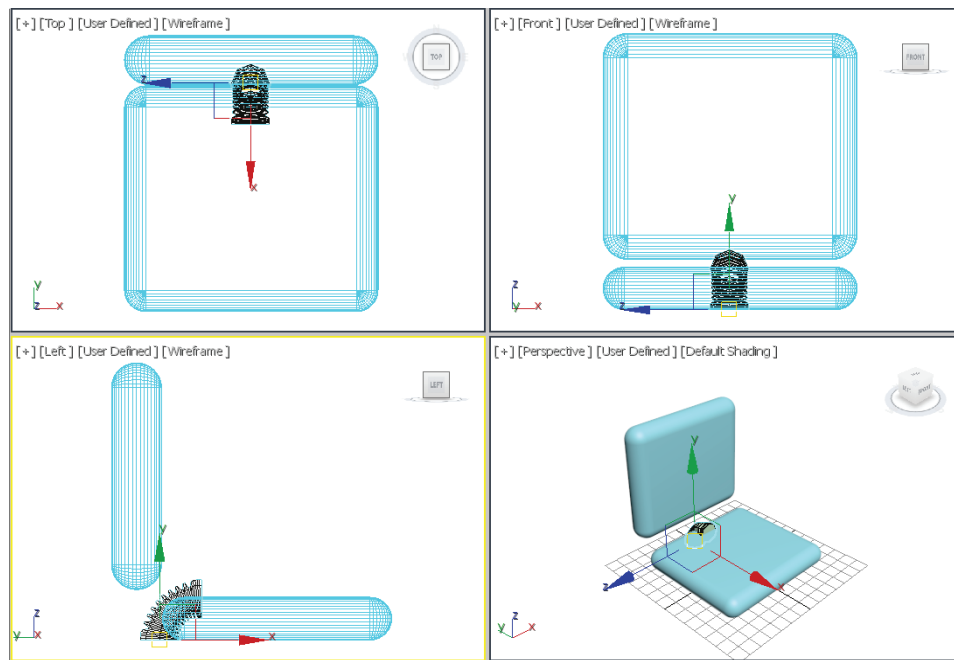 [+] [Top] [User Defined] [Wireframe]
TOP
z
x
y
z x
[+] [Front] [User Defined] [Wireframe]
FRONT
y
z
z
y x
[+] [Left] [User Defined] [Wireframe]
LEFT
y
x
z
y x
[+] [Perspective] [User Defined] [Default Shading]
FRONT
y
z
x
z
y x